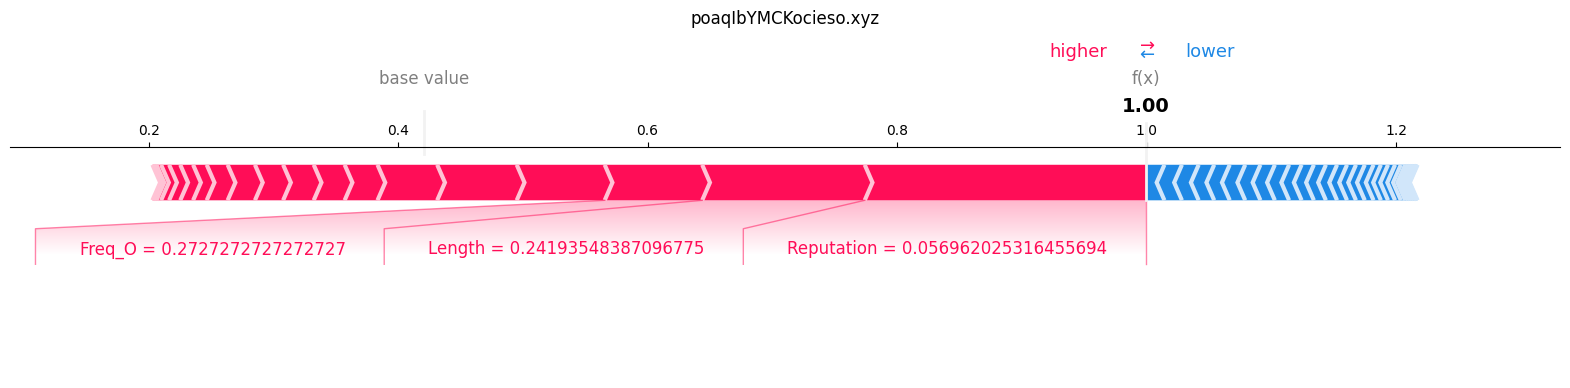 poaqIbYMCKocieso.xyz
higher → ← lower
base value f(x)
1.00
0.2 0.4 0.6 0.8 1.0 1.2
Freq_O = 0.2727272727272727 Length = 0.24193548387096775 Reputation = 0.056962025316455694